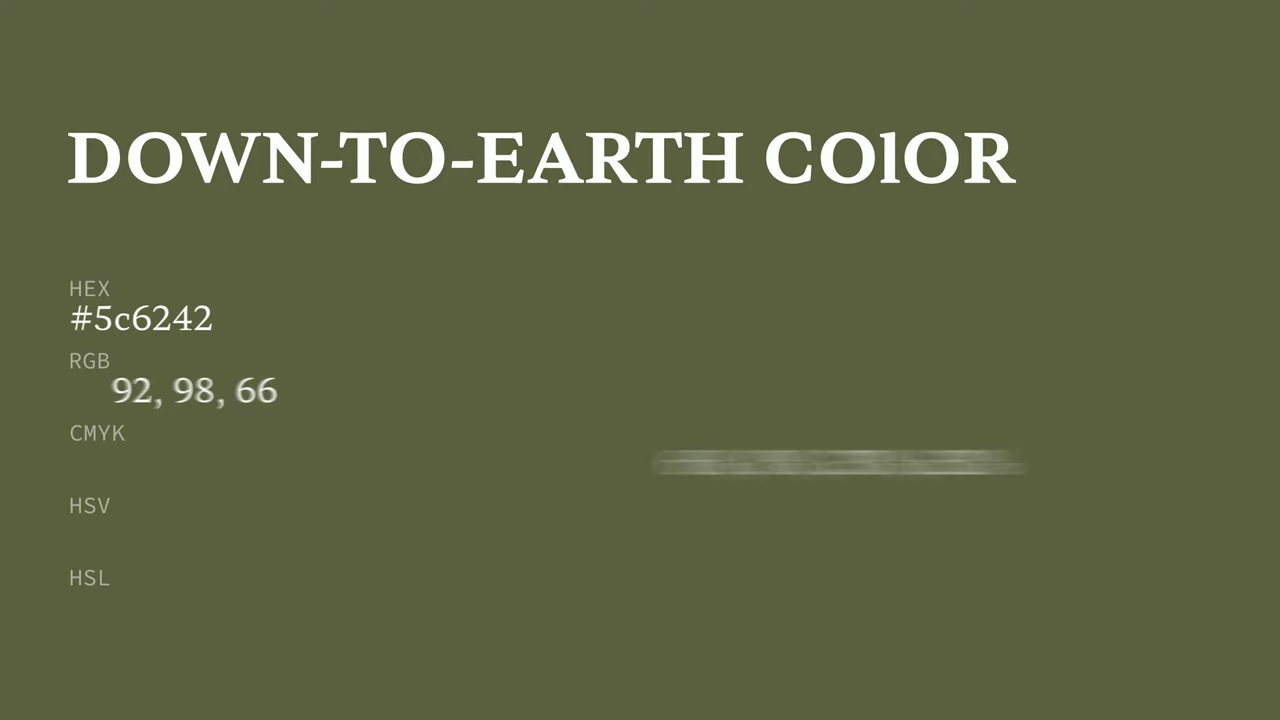 DOWN-TO-EARTH COlOR
HEX
#5c6242
RGB
92, 98, 66
CMYK
HSV
HSL